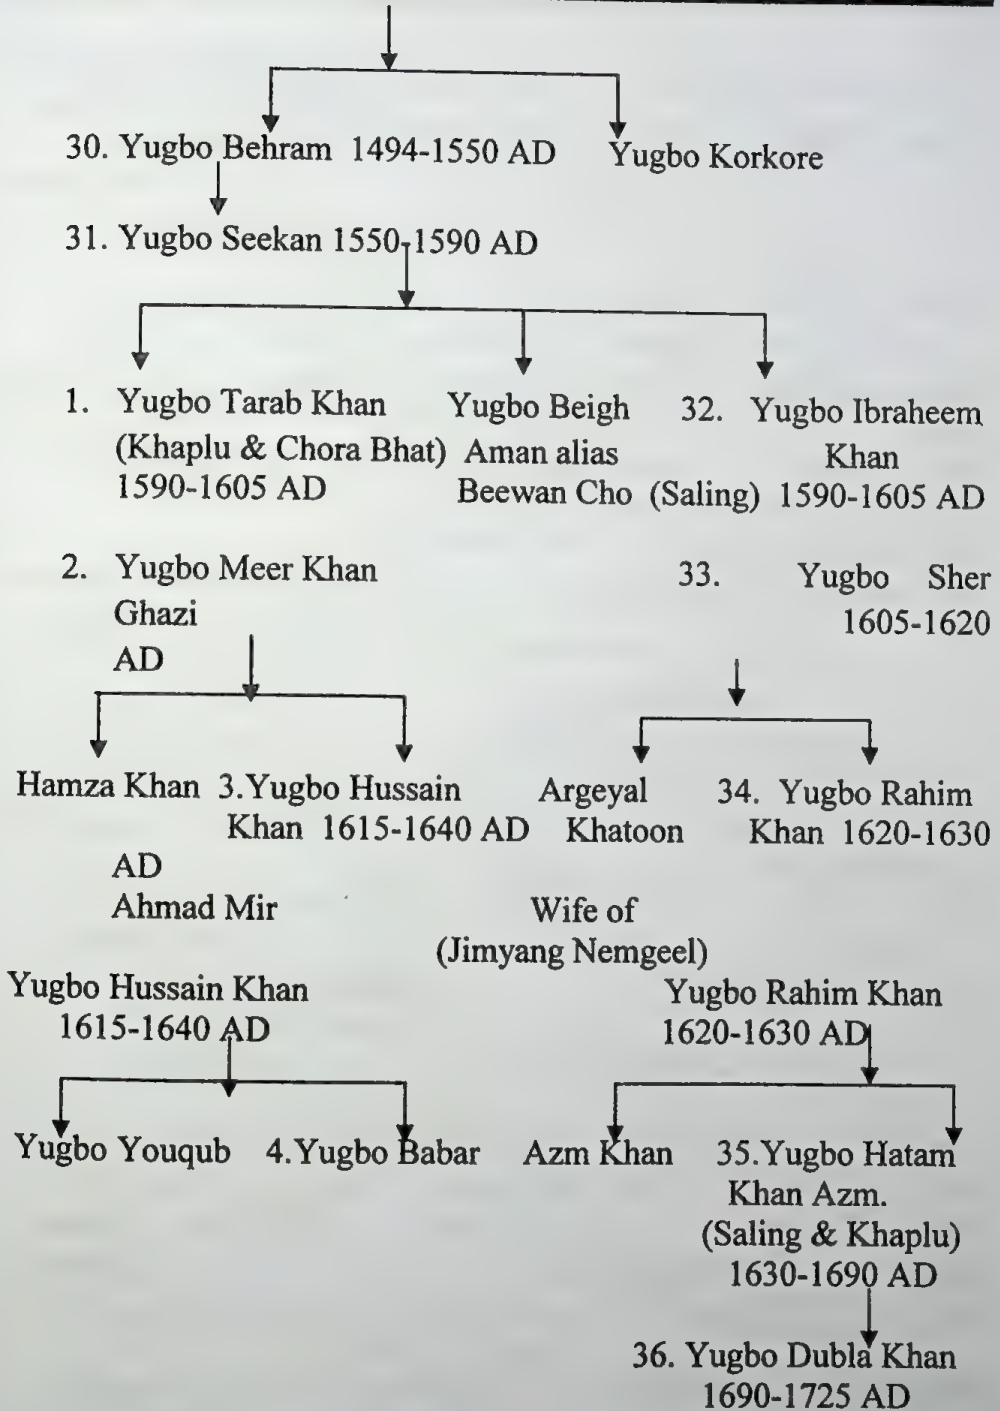 30. Yugbo Behram 1494-1550 AD Yugbo Korkore
31. Yugbo Seekan 1550-1590 AD
1. Yugbo Tarab Khan Yugbo Beigh 32. Yugbo Ibraheem
(Khaplu & Chora Bhat) Aman alias Khan
1590-1605 AD Beewan Cho (Saling) 1590-1605 AD
2. Yugbo Meer Khan 33. Yugbo Sher
Ghazi 1605-1620
AD
Hamza Khan 3.Yugbo Hussain Argeyal 34. Yugbo Rahim
Khan 1615-1640 AD Khatoon Khan 1620-1630
AD
Ahmad Mir Wife of
(Jimyang Nemgeel)
Yugbo Hussain Khan Yugbo Rahim Khan
1615-1640 AD 1620-1630 AD
Yugbo Youqub 4.Yugbo Babar Azm Khan 35.Yugbo Hatam
Khan Azm.
(Saling & Khaplu)
1630-1690 AD
36. Yugbo Dubla Khan
1690-1725 AD